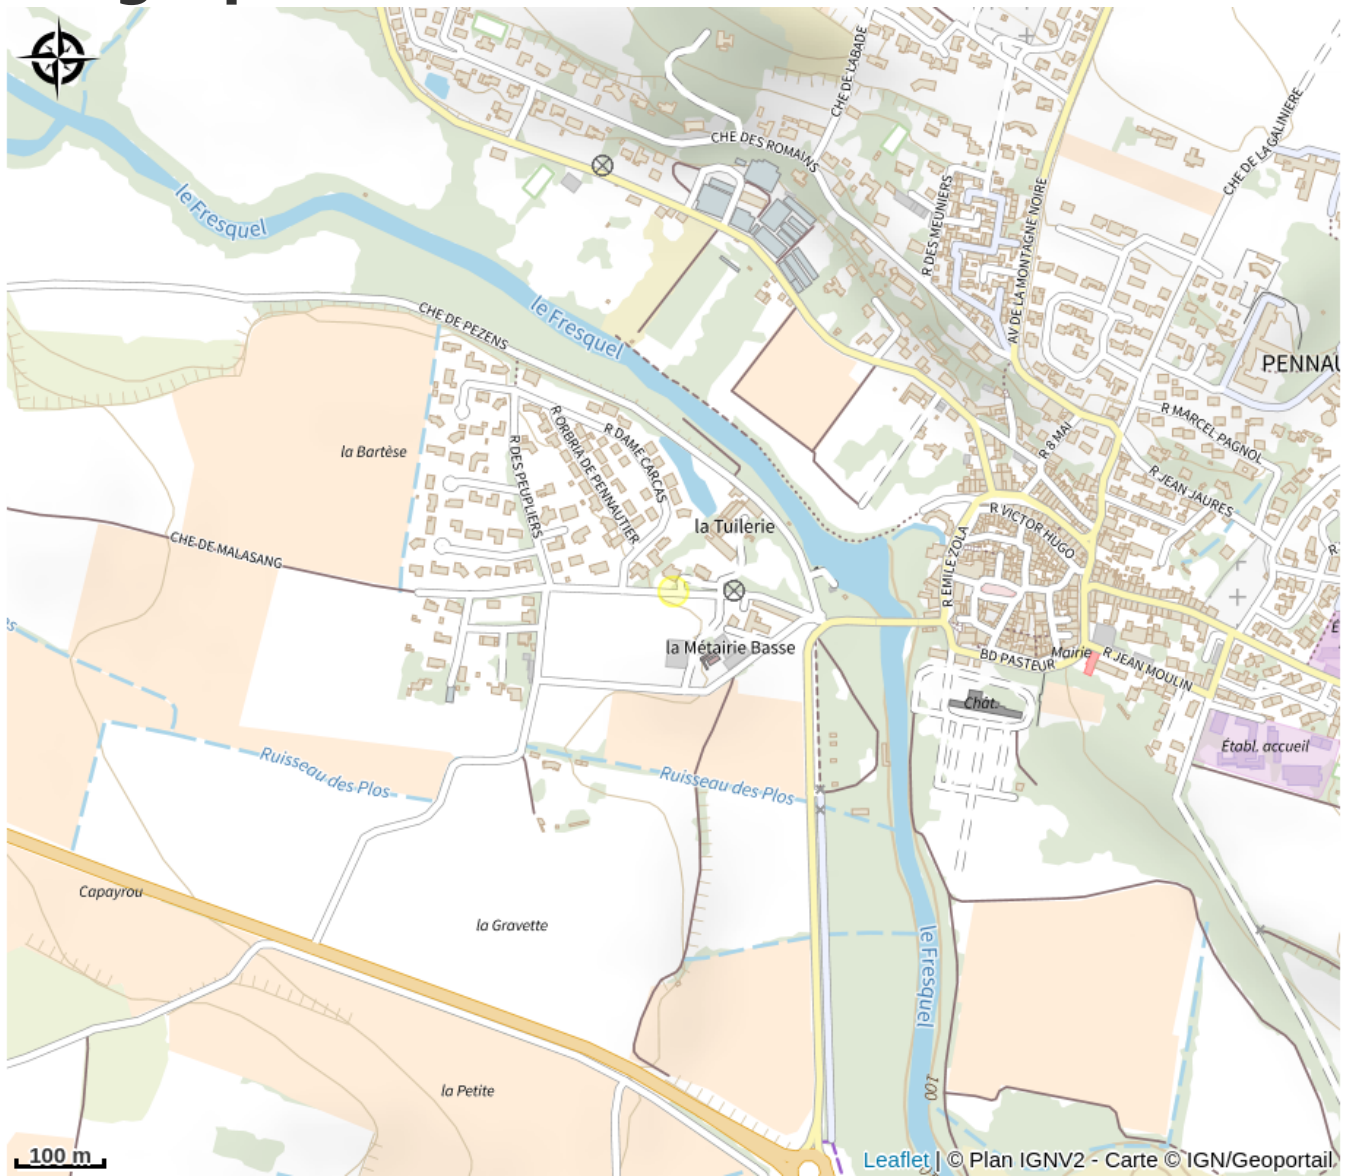 CHE DE LABADE
CHE DES ROMAINS
CHE DE LA GALINIERE
le Fresquel
R DES MEUNIERS
AV DE LA MONTAGNE NOIRE
le Fresquel
CHE DE PEZENS
PENNAU
R MARCEL PAGNOL
R 8 MAI
R JEAN JAURES
la Bartèse
R DES PEUPLIERS
R ORBRIA DE PENNAUTIER
R DAME CARCAS
la Tuilerie
R VICTOR HUGO
R EMILE ZOLA
R
CHE DE MALASANG
la Métairie Basse
BD PASTEUR
Mairie
R JEAN MOULIN
É
es
Chât.
Établ. accueil
Ruisseau des Plos
Ruisseau des Plos
Capayrou
la Gravette
le Fresquel
la Petite
100
100 m
Leaflet | © Plan IGNV2 - Carte © IGN/Geoportail